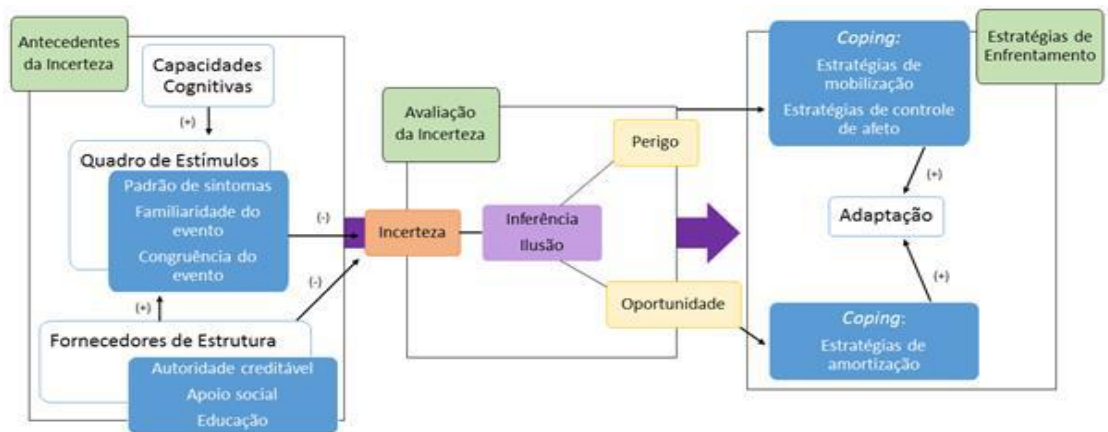 Antecedentes
da Incerteza
Capacidades
Cognitivas
(+)
Quadro de Estímulos
Padrão de sintomas
Familiaridade do
evento
Congruência do
evento
(-)
(+)
(-)
Fornecedores de Estrutura
Autoridade creditável
Apoio social
Educação
Incerteza
Avaliação
da Incerteza
Perigo
Inferência
Ilusão
Oportunidade
Coping:
Estratégias de
mobilização
Estratégias de controle
de afeto
Estratégias de
Enfrentamento
(+)
Adaptação
(+)
Coping:
Estratégias de
amortização